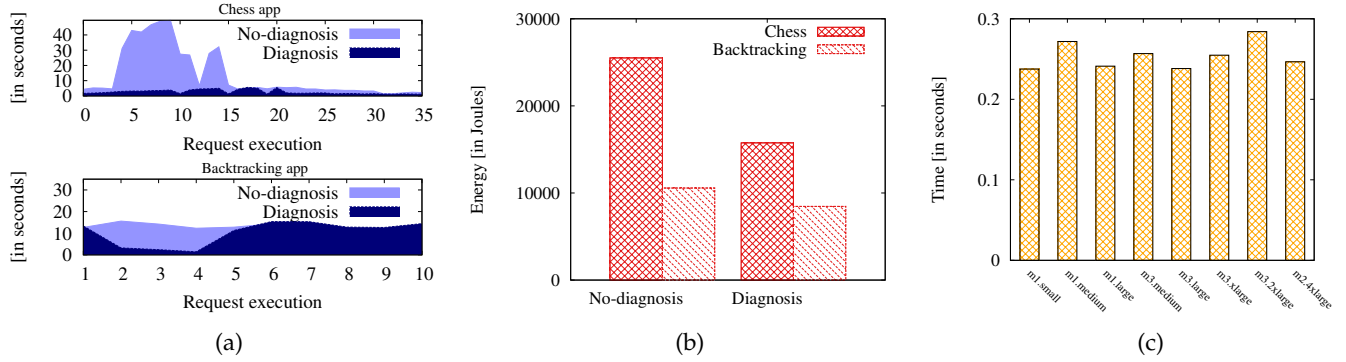 Chess app
[in seconds]
40
30
20
10
0
No-diagnosis
Diagnosis
0 5 10 15 20 25 30 35
Request execution
Backtracking app
[in seconds]
30
20
10
0
No-diagnosis
Diagnosis
1 2 3 4 5 6 7 8 9 10
Request execution
(a)
Energy [in Joules]
30000
20000
10000
0
Chess
Backtracking
No-diagnosis Diagnosis
(b)
Time [in seconds]
0.3
0.2
0.1
0
m1.small
m1.medium
m1.large
m3.medium
m3.large
m3.xlarge
m3.2xlarge
m2.4xlarge
(c)